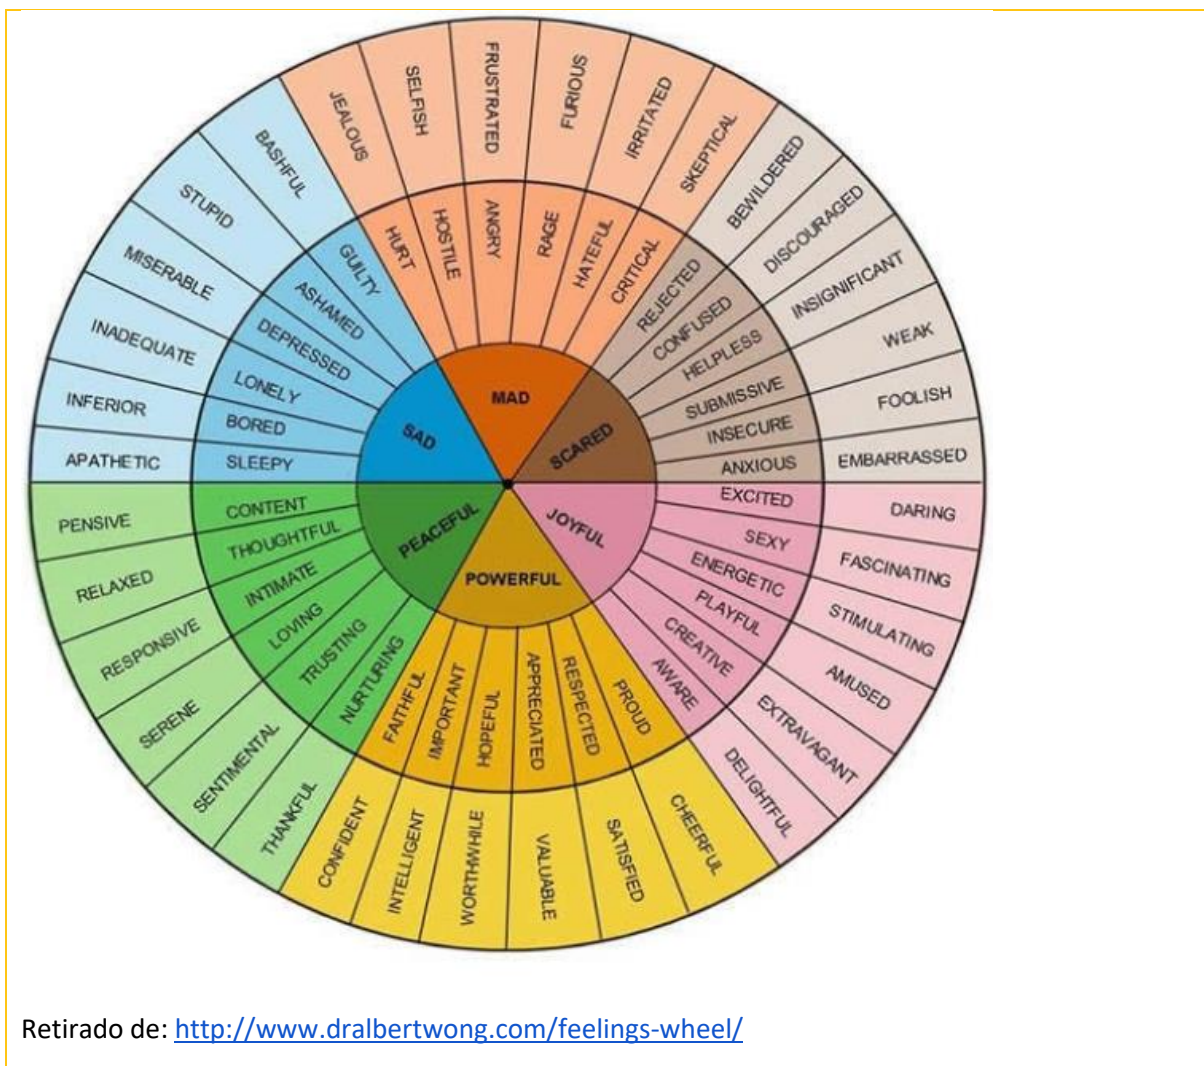 JEALOUS
SELFISH
FRUSTRATED
FURIOUS
IRRITATED
SKEPTICAL
BEWILDERED
DISCOURAGED
INSIGNIFICANT
WEAK
FOOLISH
EMBARRASSED
DARING
FASCINATING
STIMULATING
AMUSED
EXTRAVAGANT
DELIGHTFUL
CHEERFUL
SATISFIED
VALUABLE
WORTHWHILE
INTELLIGENT
CONFIDENT
THANKFUL
SENTIMENTAL
SERENE
RESPONSIVE
RELAXED
PENSIVE
APATHETIC
INFERIOR
INADEQUATE
MISERABLE
STUPID
BASHFUL
HURT
HOSTILE
ANGRY
RAGE
HATEFUL
CRITICAL
REJECTED
CONFUSED
HELPLESS
SUBMISSIVE
INSECURE
ANXIOUS
EXCITED
SEXY
ENERGETIC
PLAYFUL
CREATIVE
AWARE
PROUD
RESPECTED
APPRECIATED
HOPEFUL
IMPORTANT
FAITHFUL
NURTURING
TRUSTING
LOVING
INTIMATE
THOUGHTFUL
CONTENT
SLEEPY
BORED
LONELY
DEPRESSED
ASHAMED
GUILTY
MAD
SCARED
JOYFUL
POWERFUL
PEACEFUL
SAD
Retirado de: http://www.dralbertwong.com/feelings-wheel/